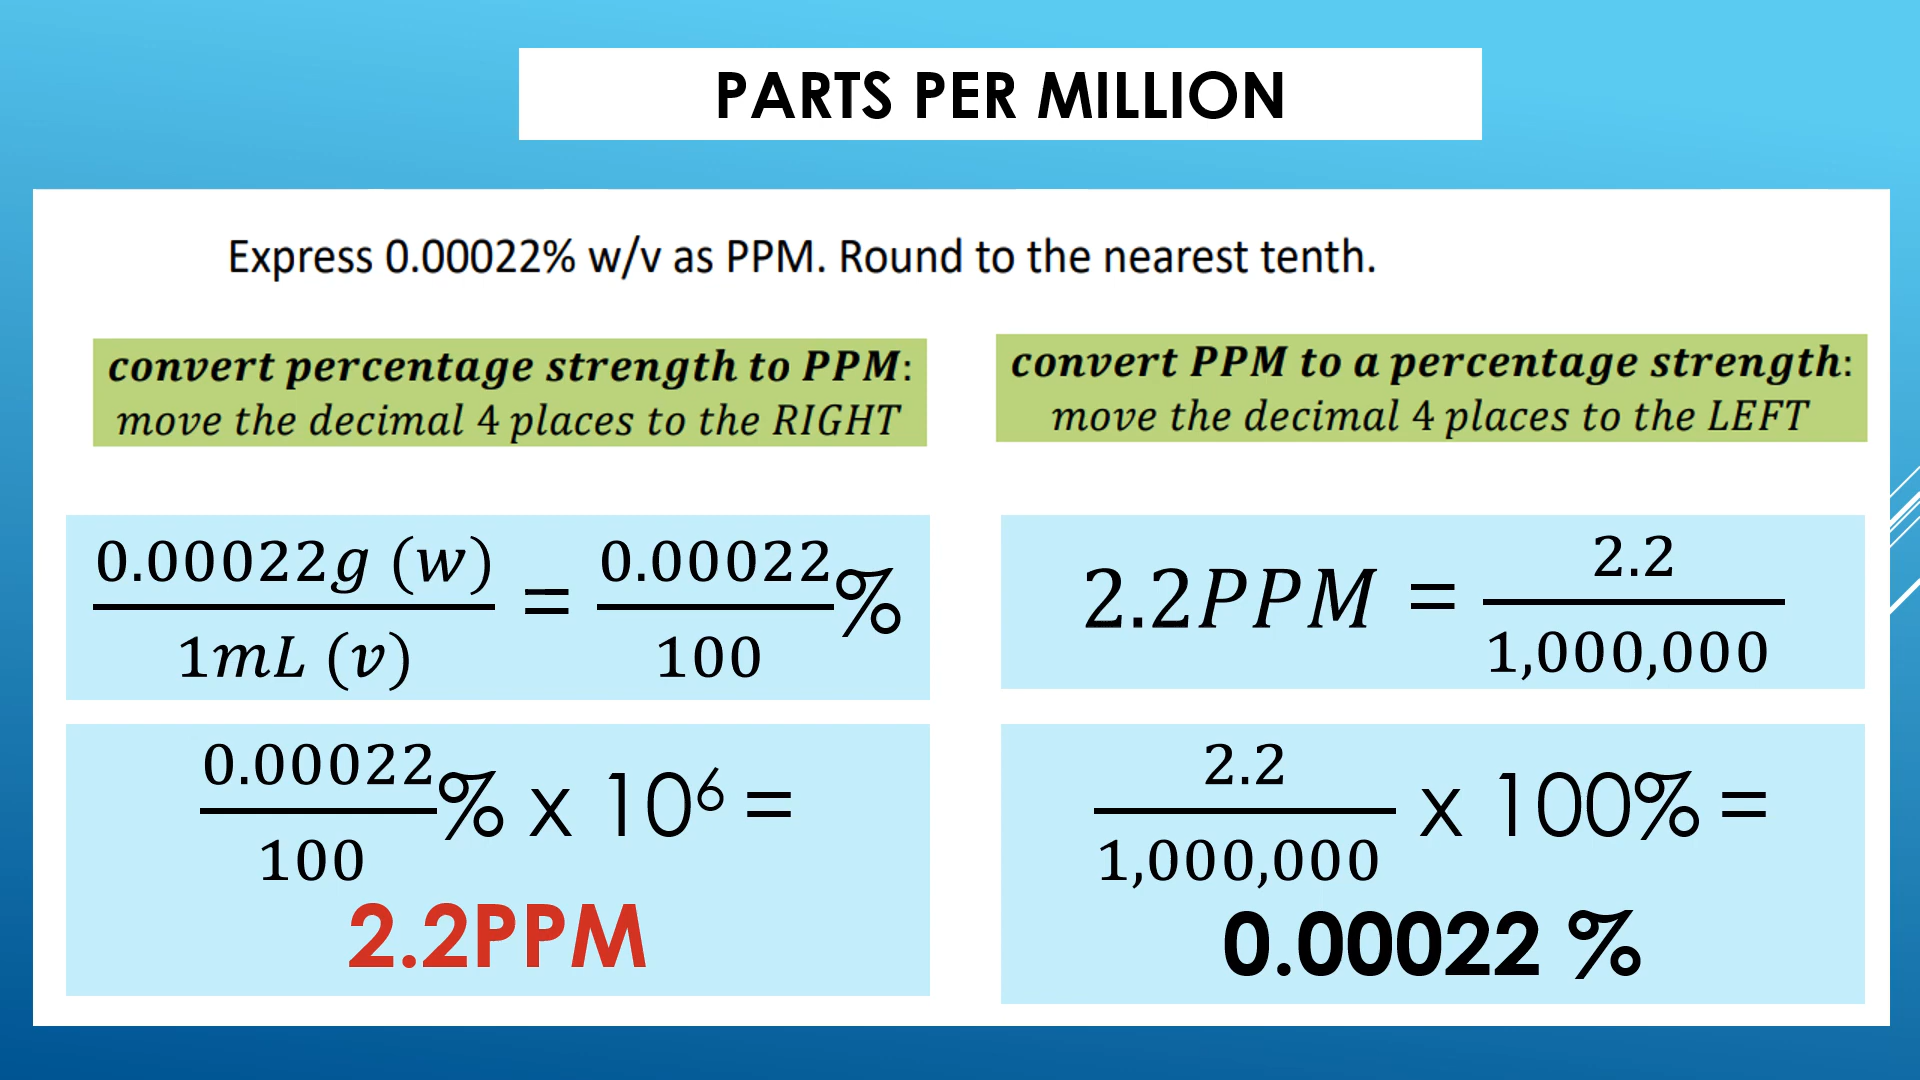 PARTS PER MILLION
Express 0.00022% w/v as PPM. Round to the nearest tenth.
convert percentage strength to PPM:
move the decimal 4 places to the RIGHT
0.00022g (w) / 1mL (v) = 0.00022 / 100 %
0.00022 / 100 % x 10⁶ =
2.2PPM
convert PPM to a percentage strength:
move the decimal 4 places to the LEFT
2.2PPM = 2.2 / 1,000,000
2.2 / 1,000,000 x 100% =
0.00022 %